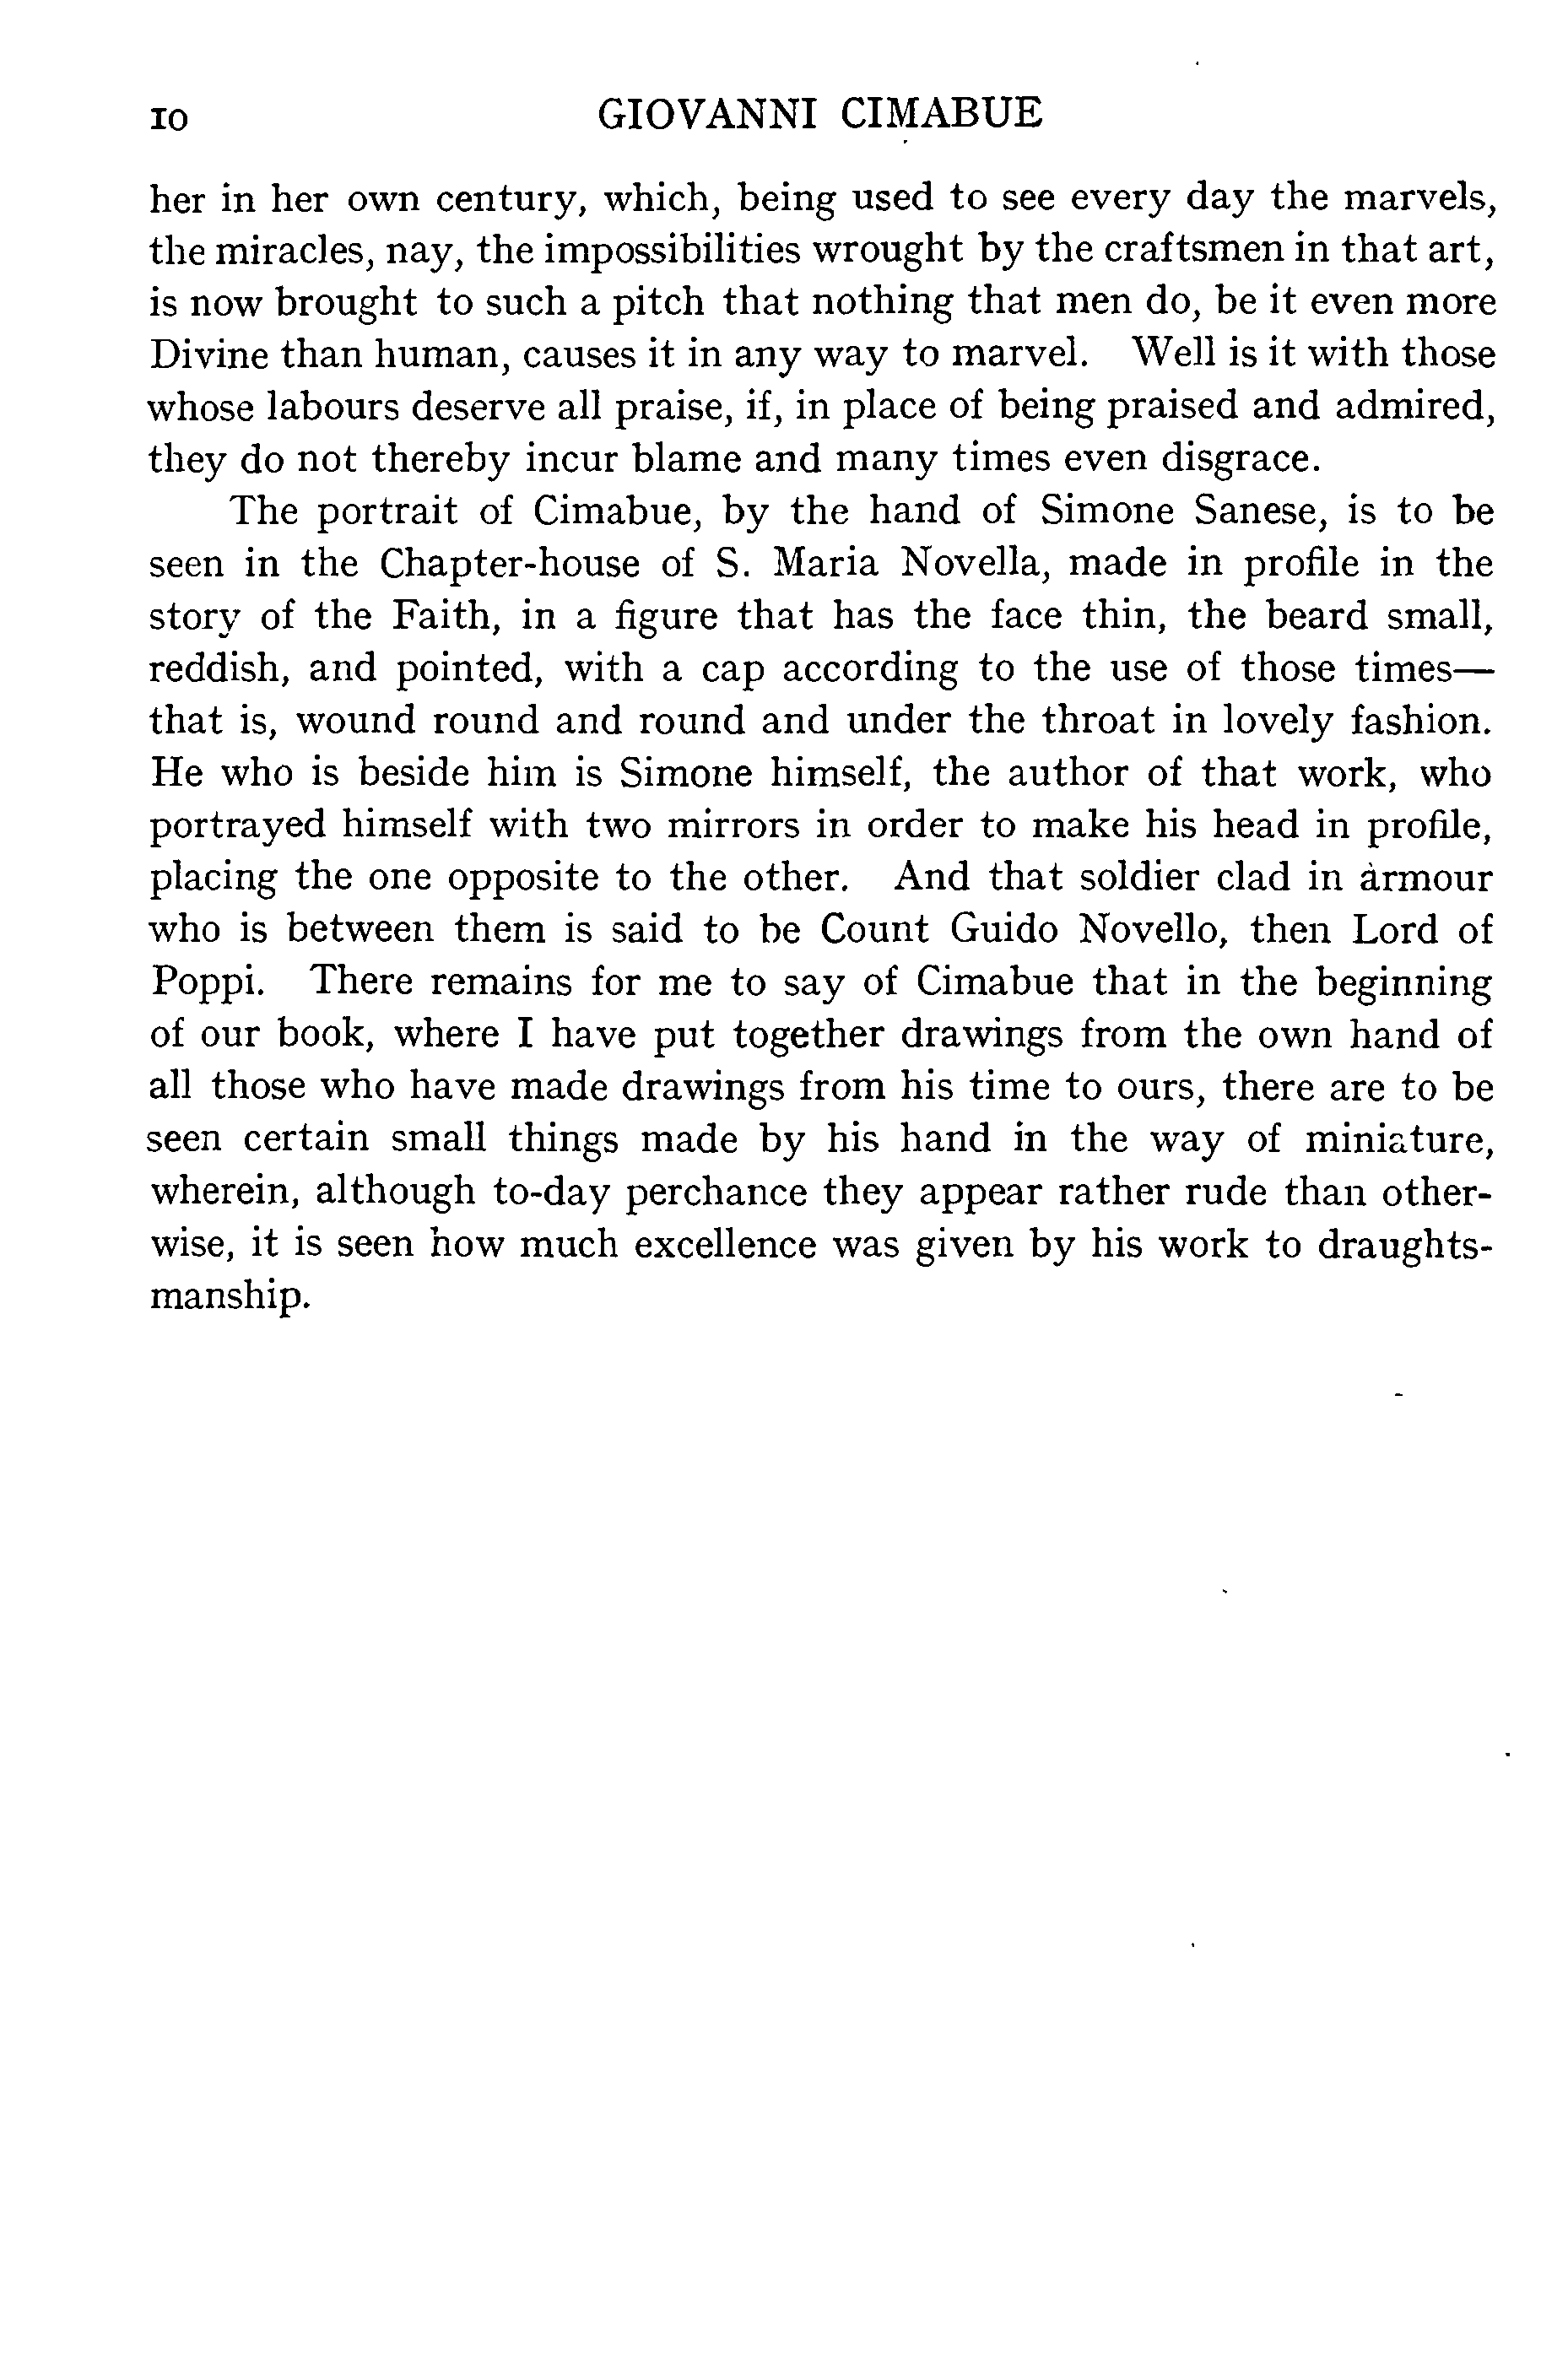 10 GIOVANNI CIMABUE
her in her own century, which, being used to see every day the marvels,
the miracles, nay, the impossibilities wrought by the craftsmen in that art,
is now brought to such a pitch that nothing that men do, be it even more
Divine than human, causes it in any way to marvel. Well is it with those
whose labours deserve all praise, if, in place of being praised and admired,
they do not thereby incur blame and many times even disgrace.
The portrait of Cimabue, by the hand of Simone Sanese, is to be
seen in the Chapter-house of S. Maria Novella, made in profile in the
story of the Faith, in a figure that has the face thin, the beard small,
reddish, and pointed, with a cap according to the use of those times—
that is, wound round and round and under the throat in lovely fashion.
He who is beside him is Simone himself, the author of that work, who
portrayed himself with two mirrors in order to make his head in profile,
placing the one opposite to the other. And that soldier clad in armour
who is between them is said to be Count Guido Novello, then Lord of
Poppi. There remains for me to say of Cimabue that in the beginning
of our book, where I have put together drawings from the own hand of
all those who have made drawings from his time to ours, there are to be
seen certain small things made by his hand in the way of miniature,
wherein, although to-day perchance they appear rather rude than other-
wise, it is seen how much excellence was given by his work to draughts-
manship.